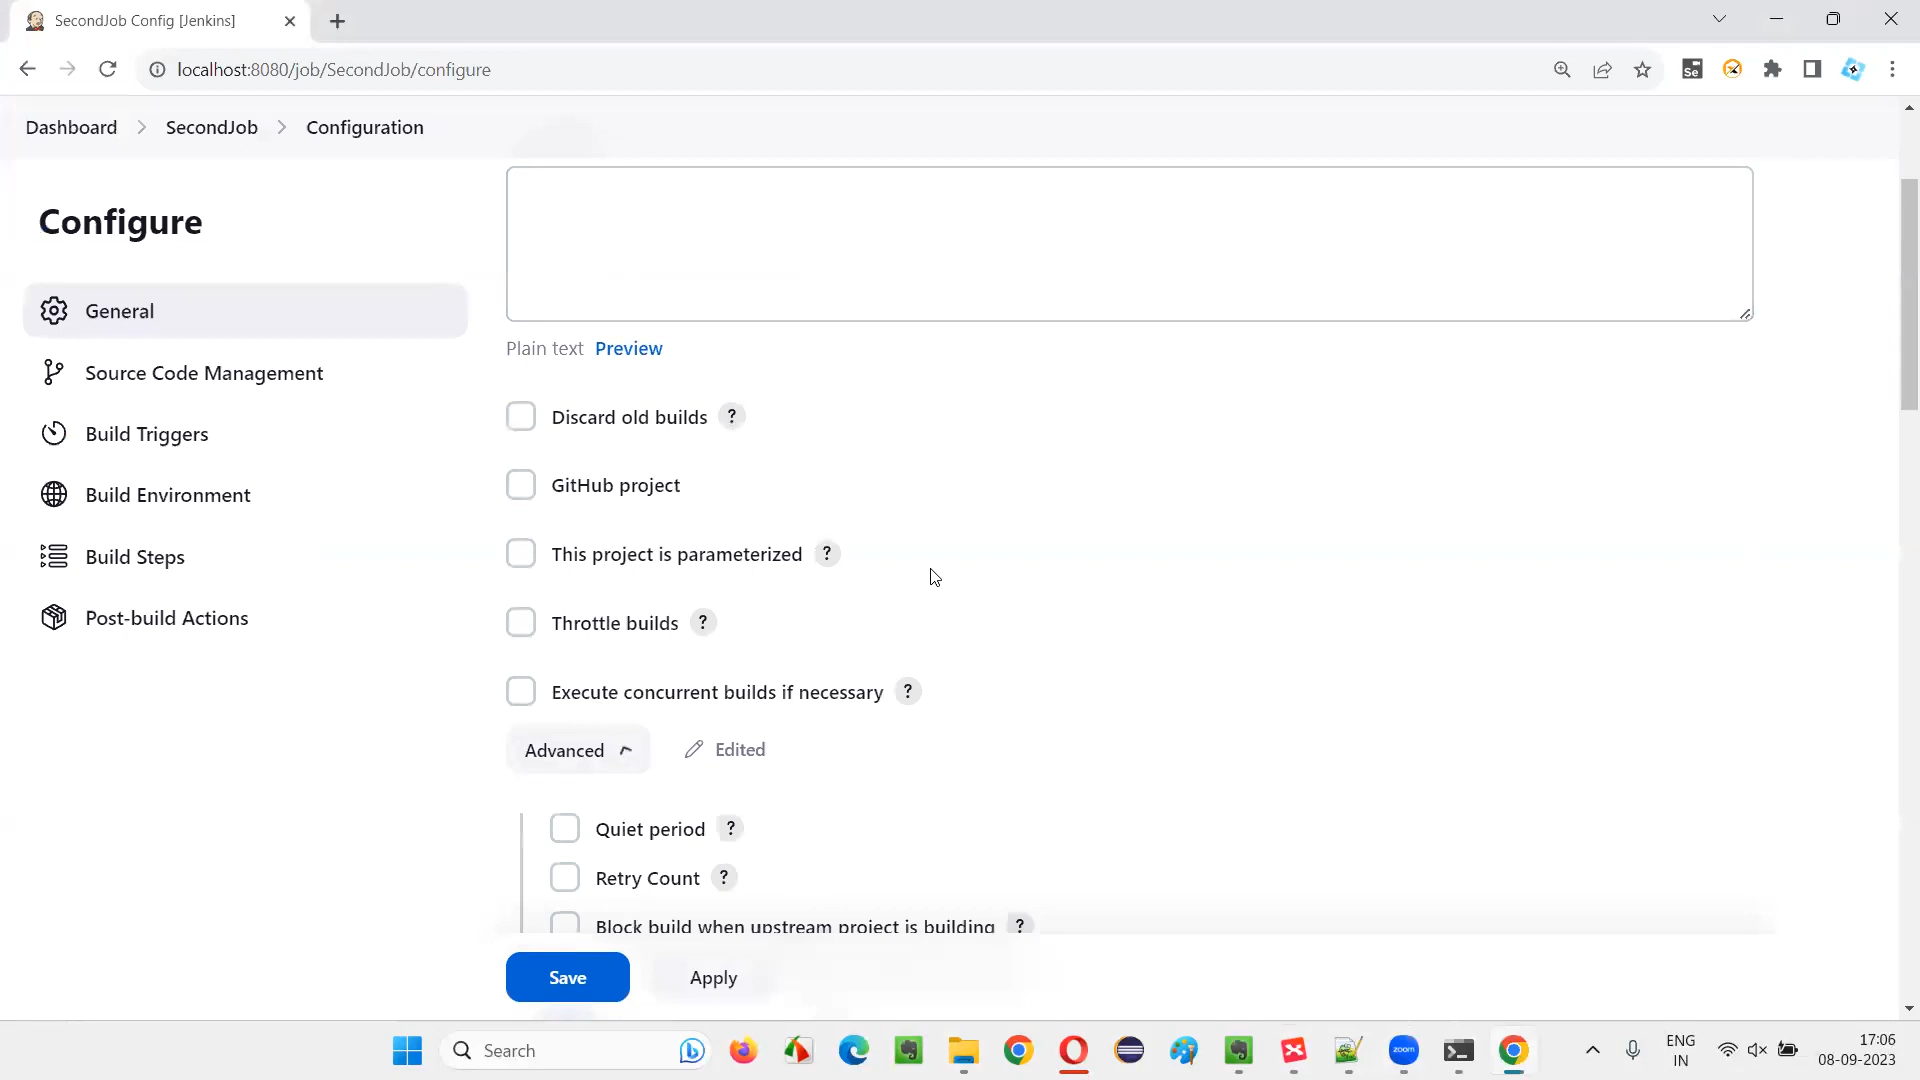 SecondJob Config [Jenkins]
localhost:8080/job/SecondJob/configure
Dashboard SecondJob Configuration
Configure
General
Source Code Management
Build Triggers
Build Environment
Build Steps
Post-build Actions
Plain text Preview
Discard old builds ?
GitHub project
This project is parameterized ?
Throttle builds ?
Execute concurrent builds if necessary ?
Advanced Edited
Quiet period ?
Retry Count ?
Block build when upstream project is building ?
Save Apply
Search
zoom
Se
ENG
IN
17:06
08-09-2023